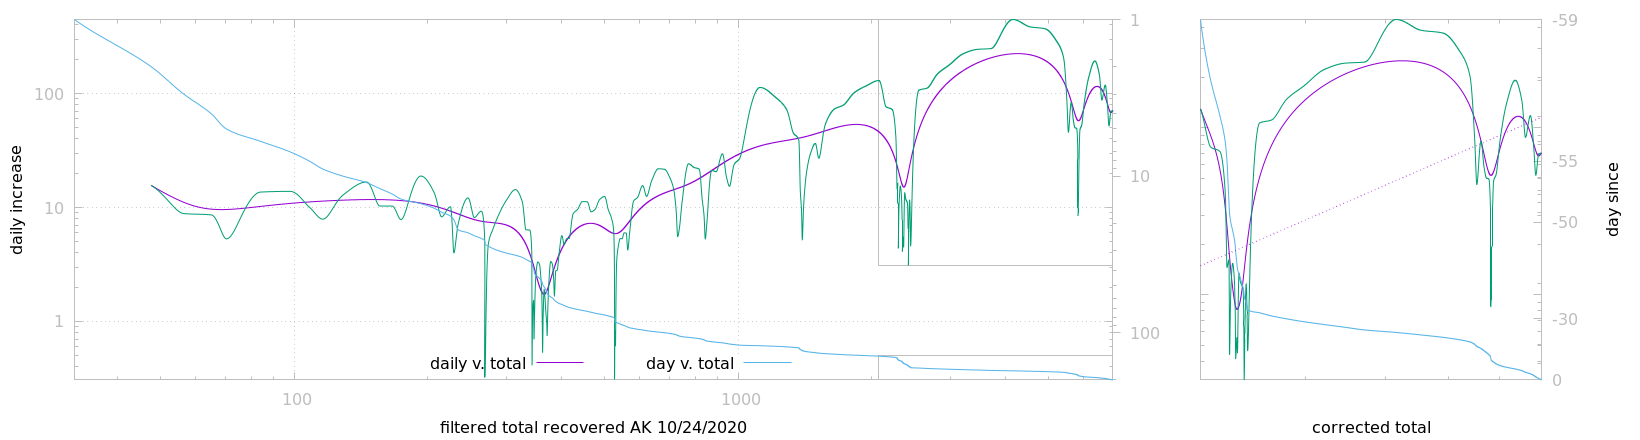 1
-59
100
daily increase
10
-55
10
-50
day since
1
100
-30
daily v. total
day v. total
0
100
1000
filtered total recovered AK 10/24/2020
corrected total